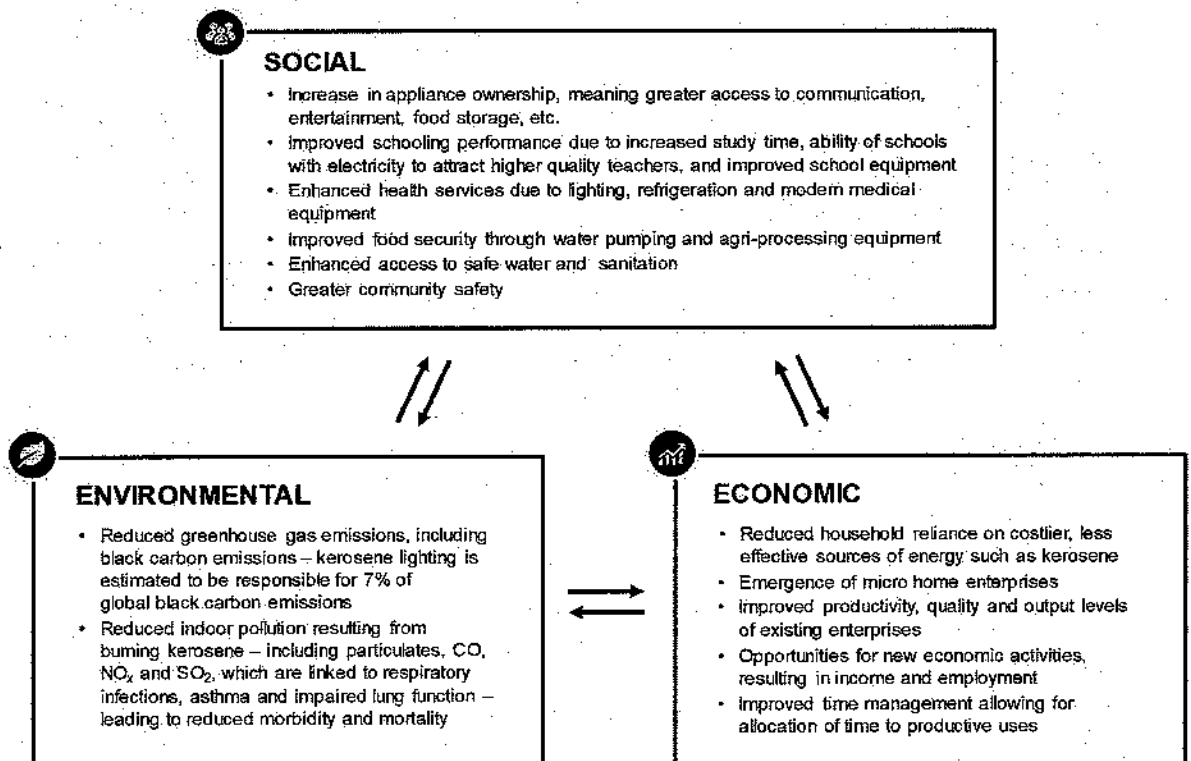 SOCIAL
• Increase in appliance ownership, meaning greater access to communication,
entertainment, food storage, etc.
• Improved schooling performance due to increased study time, ability of schools
with electricity to attract higher quality teachers, and improved school equipment
• Enhanced health services due to lighting, refrigeration and modern medical
equipment
• Improved food security through water pumping and agri-processing equipment
• Enhanced access to safe water and sanitation
• Greater community safety
ENVIRONMENTAL
• Reduced greenhouse gas emissions, including
black carbon emissions – kerosene lighting is
estimated to be responsible for 7% of
global black carbon emissions
• Reduced indoor pollution resulting from
burning kerosene – including particulates, CO,
NOₓ and SO₂, which are linked to respiratory
infections, asthma and impaired lung function –
leading to reduced morbidity and mortality
ECONOMIC
• Reduced household reliance on costlier, less
effective sources of energy such as kerosene
• Emergence of micro home enterprises
• Improved productivity, quality and output levels
of existing enterprises
• Opportunities for new economic activities,
resulting in income and employment
• Improved time management allowing for
allocation of time to productive uses